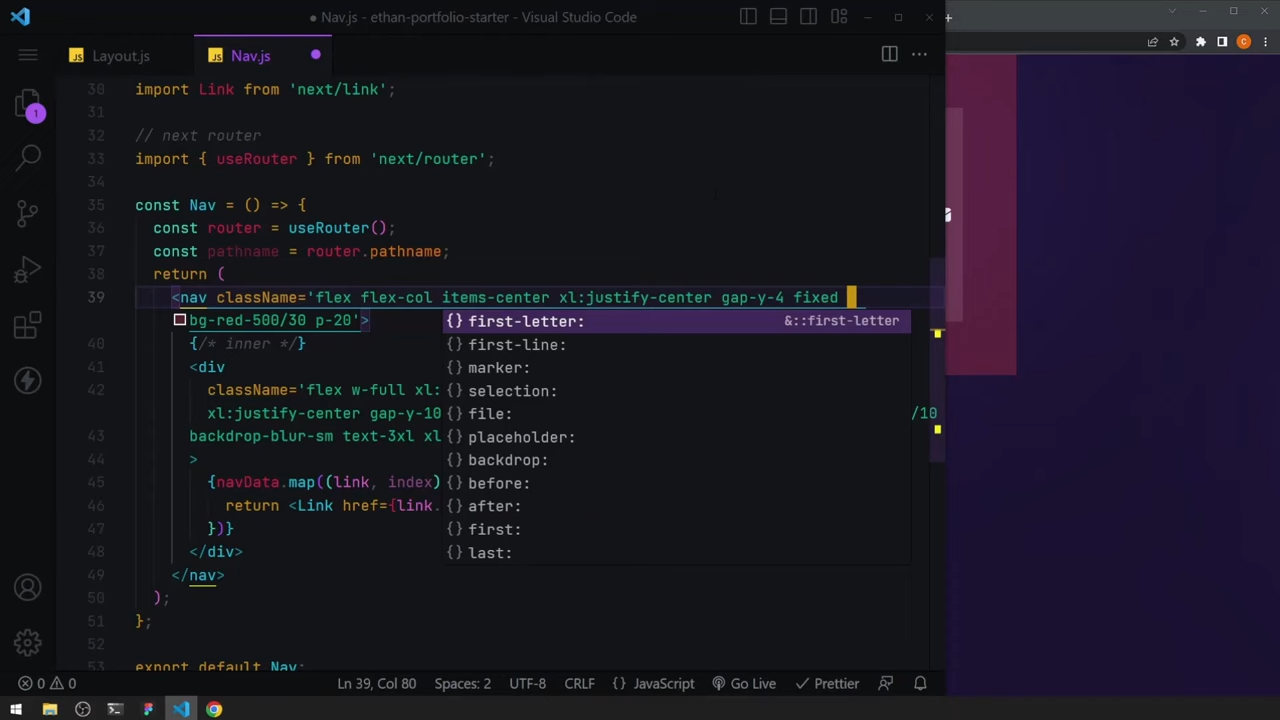 ● Nav.js - ethan-portfolio-starter - Visual Studio Code
JS Layout.js
JS Nav.js
1
30 import Link from 'next/link';
31
32 // next router
33 import { useRouter } from 'next/router';
34
35 const Nav = () => {
36 const router = useRouter();
37 const pathname = router.pathname;
38 return (
39 <nav className='flex flex-col items-center xl:justify-center gap-y-4 fixed
bg-red-500/30 p-20'>
40 {/* inner */}
41 <div
42 className='flex w-full xl:
xl:justify-center gap-y-10 /10
43 backdrop-blur-sm text-3xl xl
44 >
45 {navData.map((link, index)
46 return <Link href={link.
47 })}
48 </div>
49 </nav>
50 );
51 };
52
53 export default Nav;
{} first-letter: &::first-letter
{} first-line:
{} marker:
{} selection:
{} file:
{} placeholder:
{} backdrop:
{} before:
{} after:
{} first:
{} last:
0 0 Ln 39, Col 80 Spaces: 2 UTF-8 CRLF {} JavaScript Go Live Prettier
C